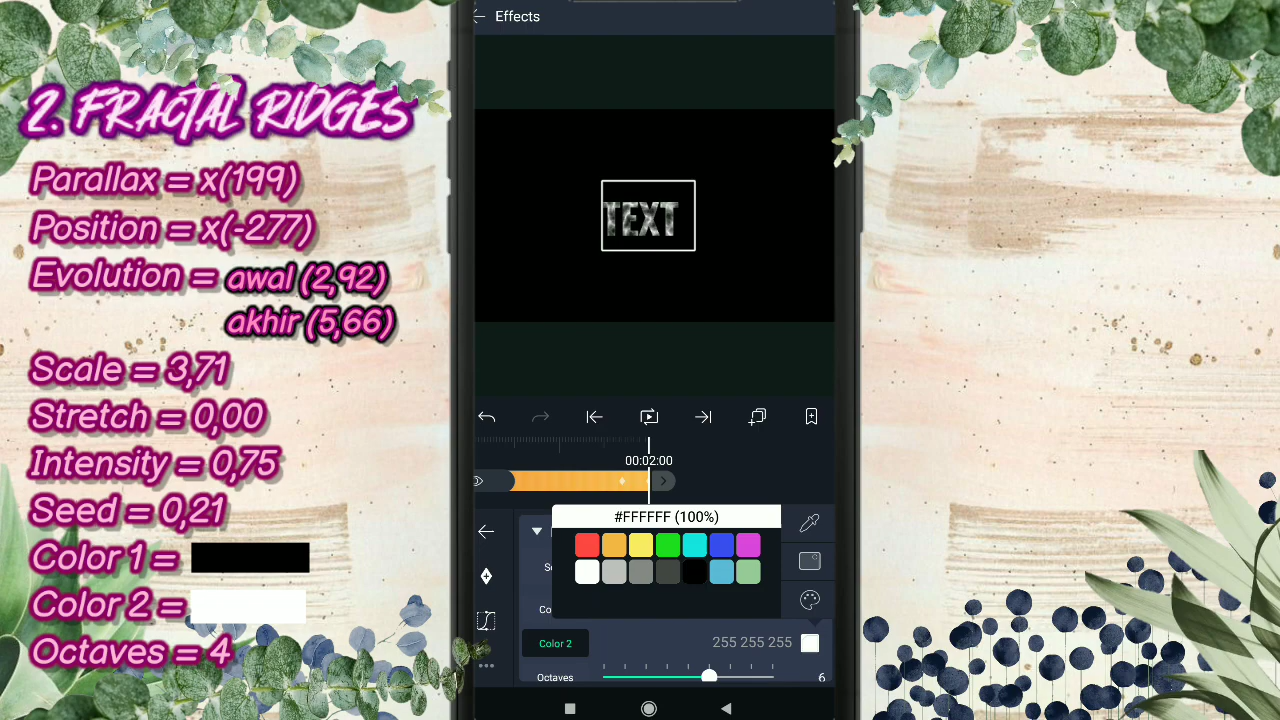 2. FRACTAL RIDGES
Parallax = x(199)
Position = x(-277)
Evolution = awal (2,92)
akhir (5,66)
Scale = 3,71
Stretch = 0,00
Intensity = 0,75
Seed = 0,21
Color 1 =
Color 2 =
Octaves = 4
Effects
TEXT
00:02:00
#FFFFFF (100%)
Se
Co
Color 2
255 255 255
Octaves
6